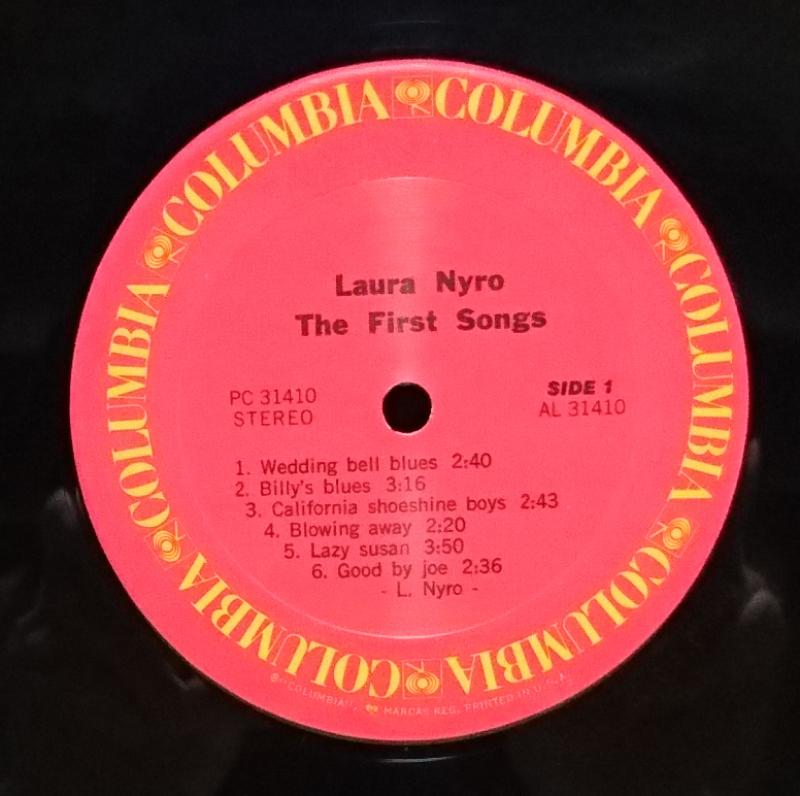 COLUMBIA COLUMBIA COLUMBIA COLUMBIA COLUMBIA COLUMBIA
Laura Nyro
The First Songs
PC 31410
STEREO
SIDE 1
AL 31410
1. Wedding bell blues 2:40
2. Billy's blues 3:16
3. California shoeshine boys 2:43
4. Blowing away 2:20
5. Lazy susan 3:50
6. Good by joe 2:36
- L. Nyro -
"COLUMBIA", MARCAS REG. PRINTED IN U.S.A.